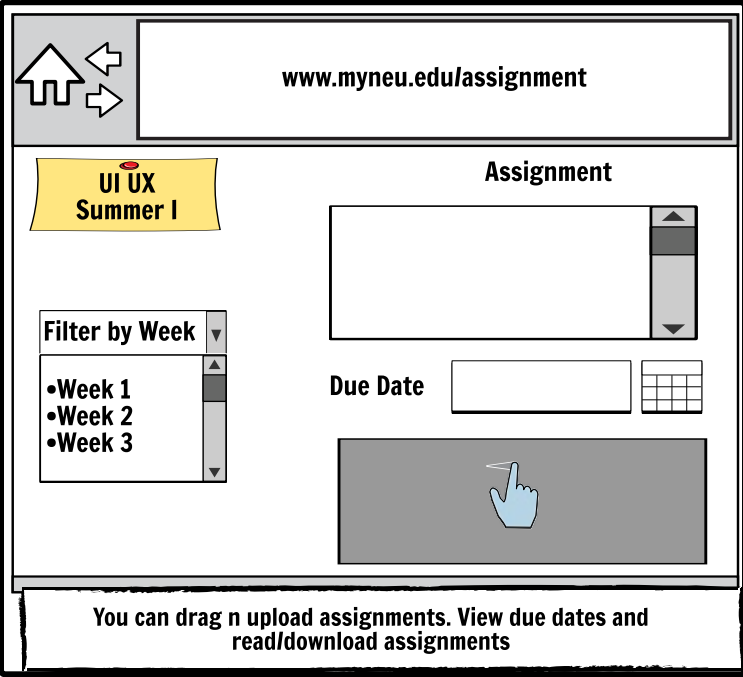 www.myneu.edu/assignment
UI UX
Summer I
Assignment
Filter by Week
•Week 1
•Week 2
•Week 3
Due Date
You can drag n upload assignments. View due dates and
read/download assignments